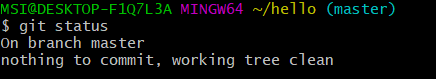 MSI@DESKTOP-F1Q7L3A MINGW64 ~/hello (master)
$ git status
On branch master
nothing to commit, working tree clean